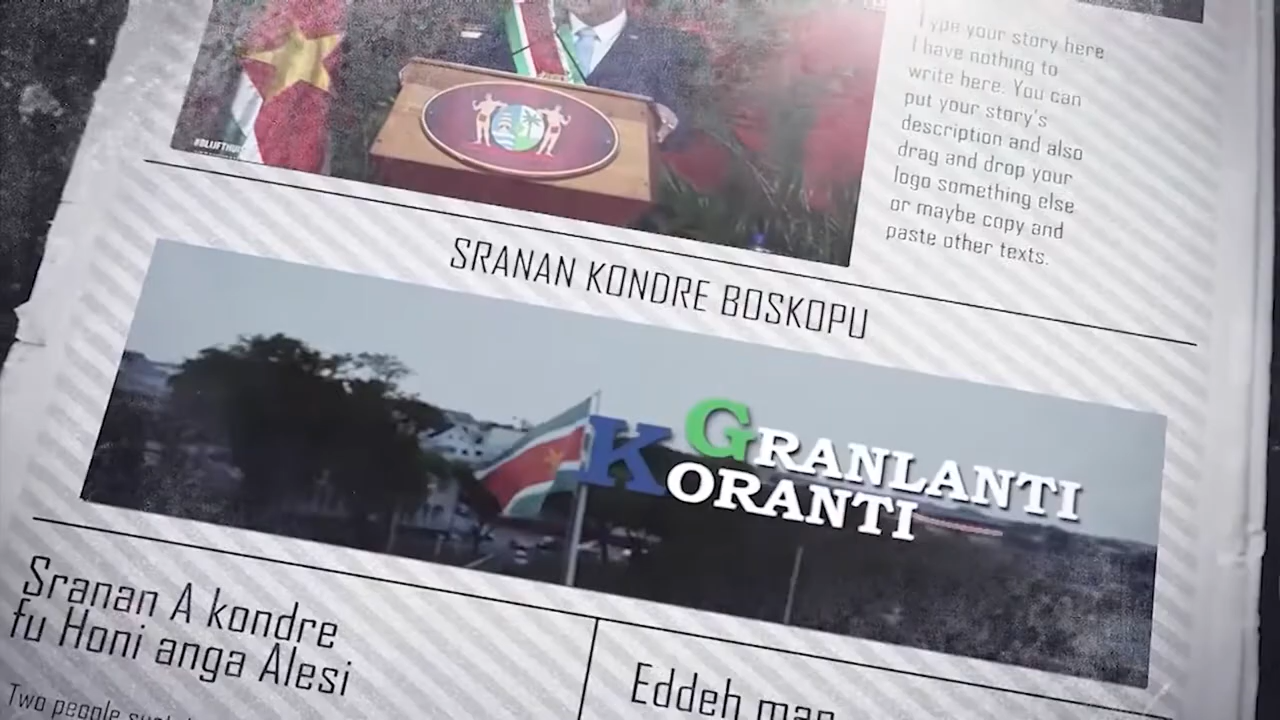 Type your story here
I have nothing to
write here. You can
put your story's
description and also
drag and drop your
logo something else
or maybe copy and
paste other texts.
SRANAN KONDRE BOSKOPU
GRANLANTI
KORANTI
Sranan A kondre
fu Honi anga Alesi
Eddeh man
Two people